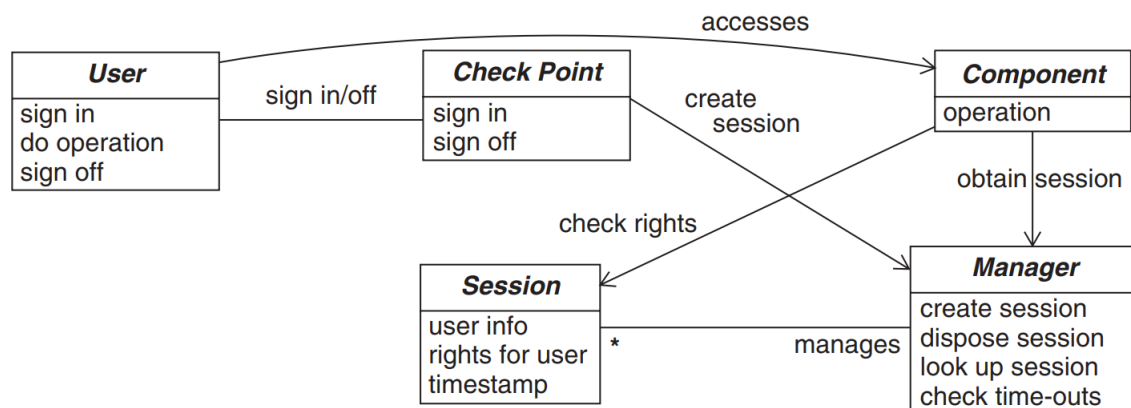 accesses
User
sign in
do operation
sign off
sign in/off
Check Point
sign in
sign off
create
session
Component
operation
obtain session
check rights
Session
user info
rights for user
timestamp
*
manages
Manager
create session
dispose session
look up session
check time-outs